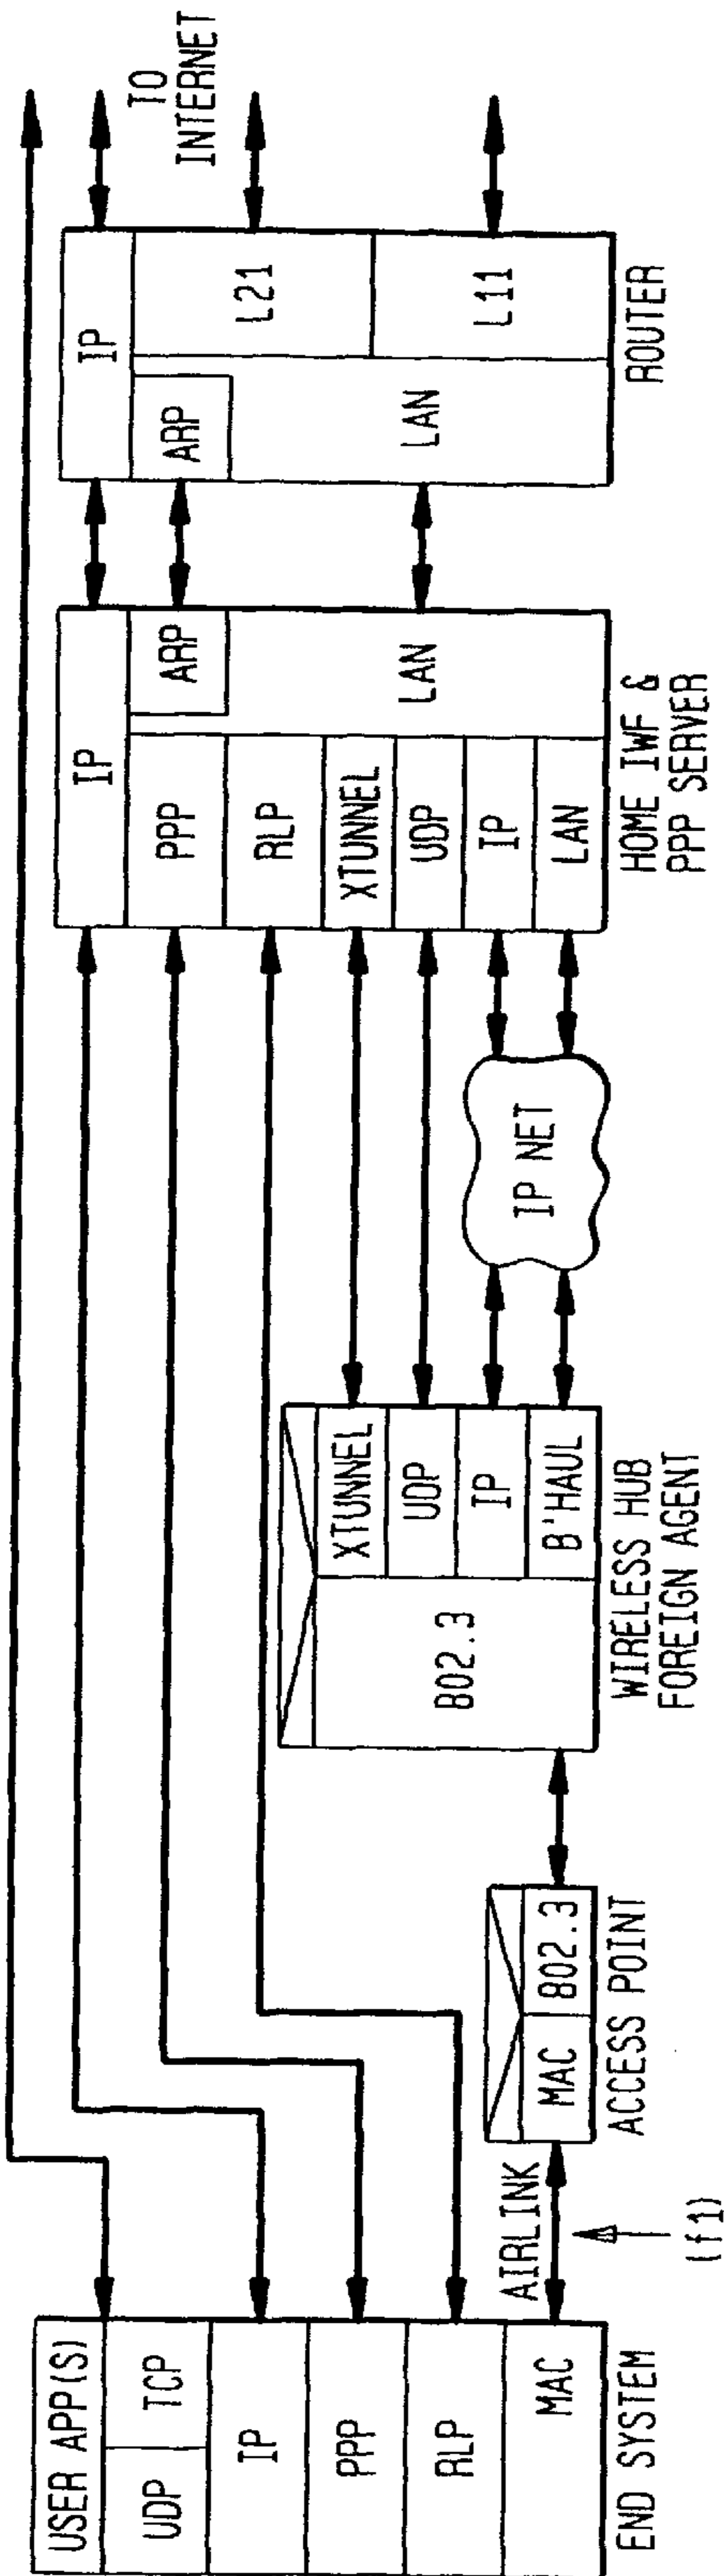 USER APP(S)
UDP
TCP
IP
PPP
RLP
MAC
END SYSTEM
AIRLINK
(f1)
MAC
802.3
ACCESS POINT
802.3
XTUNNEL
UDP
IP
B'HAUL
WIRELESS HUB
FOREIGN AGENT
IP NET
IP
PPP
ARP
RLP
XTUNNEL
UDP
IP
LAN
LAN
HOME IWF &
PPP SERVER
IP
ARP
LAN
L21
L11
ROUTER
TO
INTERNET